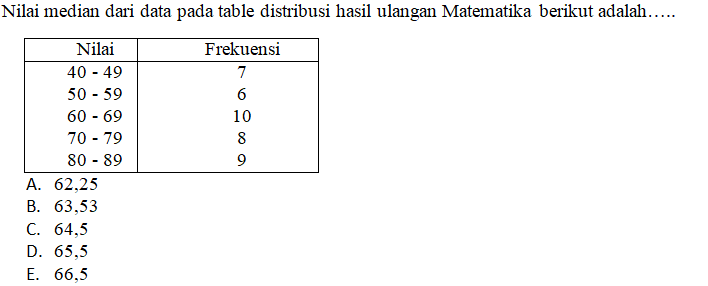 Nilai median dari data pada table distribusi hasil ulangan Matematika berikut adalah…..
Nilai Frekuensi
40 - 49 7
50 - 59 6
60 - 69 10
70 - 79 8
80 - 89 9
A. 62,25
B. 63,53
C. 64,5
D. 65,5
E. 66,5